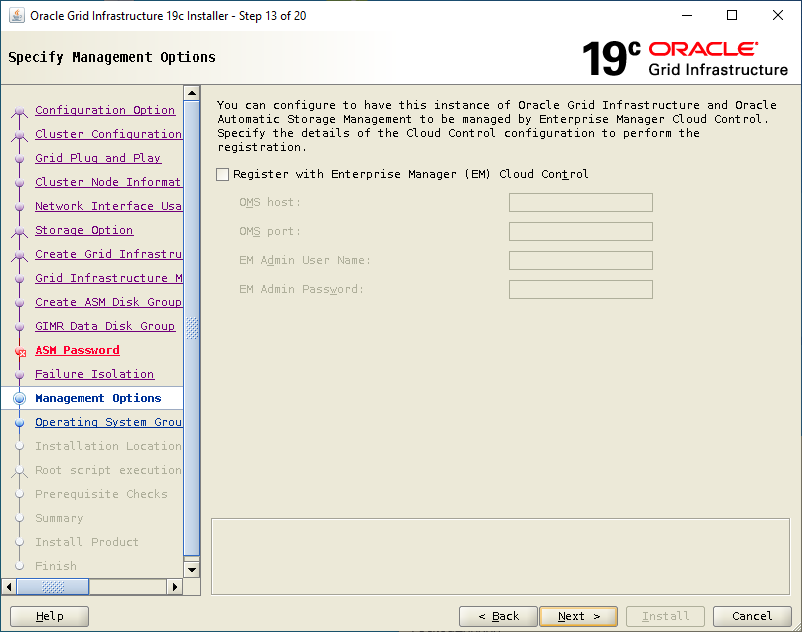 Oracle Grid Infrastructure 19c Installer - Step 13 of 20
Specify Management Options
19c ORACLE
Grid Infrastructure
Configuration Option
Cluster Configuration
Grid Plug and Play
Cluster Node Informat
Network Interface Usa
Storage Option
Create Grid Infrastru
Grid Infrastructure M
Create ASM Disk Group
GIMR Data Disk Group
ASM Password
Failure Isolation
Management Options
Operating System Grou
Installation Location
Root script execution
Prerequisite Checks
Summary
Install Product
Finish
You can configure to have this instance of Oracle Grid Infrastructure and Oracle
Automatic Storage Management to be managed by Enterprise Manager Cloud Control.
Specify the details of the Cloud Control configuration to perform the
registration.
Register with Enterprise Manager (EM) Cloud Control
OMS host:
OMS port:
EM Admin User Name:
EM Admin Password:
Help
< Back
Next >
Install
Cancel